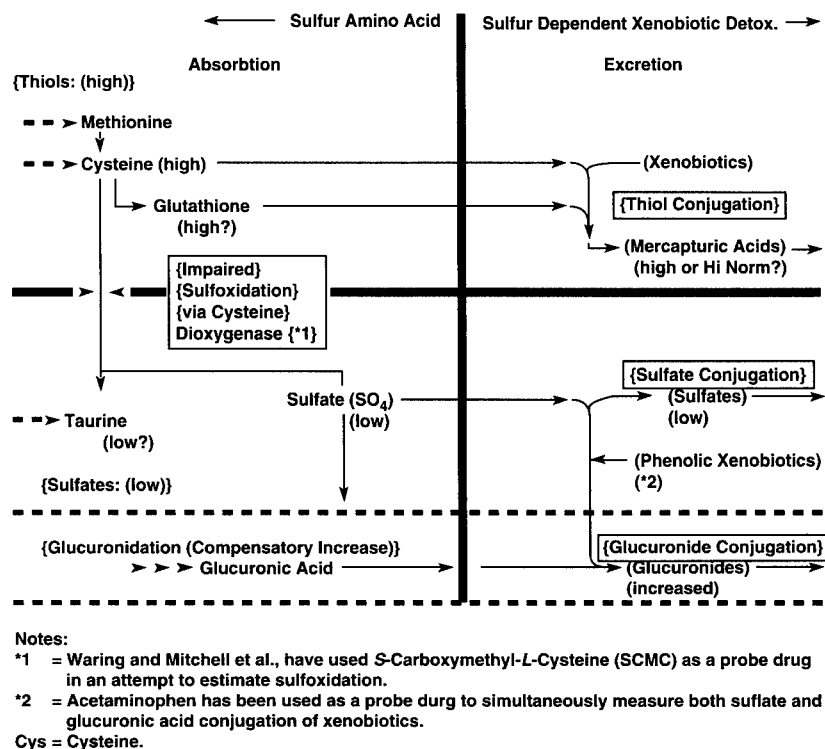 Sulfur Amino Acid
Sulfur Dependent Xenobiotic Detox.
Absorbtion
Excretion
{Thiols: (high)}
Methionine
Cysteine (high)
(Xenobiotics)
Glutathione
(high?)
{Thiol Conjugation}
(Mercapturic Acids)
(high or Hi Norm?)
{Impaired}
{Sulfoxidation}
{via Cysteine}
Dioxygenase {*1}
{Sulfate Conjugation}
Sulfate (SO4)
(low)
(Sulfates)
(low)
Taurine
(low?)
(Phenolic Xenobiotics)
(*2)
{Sulfates: (low)}
{Glucuronidation (Compensatory Increase)}
{Glucuronide Conjugation}
Glucuronic Acid
(Glucuronides)
(increased)
Notes:
*1 = Waring and Mitchell et al., have used S-Carboxymethyl-L-Cysteine (SCMC) as a probe drug
in an attempt to estimate sulfoxidation.
*2 = Acetaminophen has been used as a probe durg to simultaneously measure both suflate and
glucuronic acid conjugation of xenobiotics.
Cys = Cysteine.